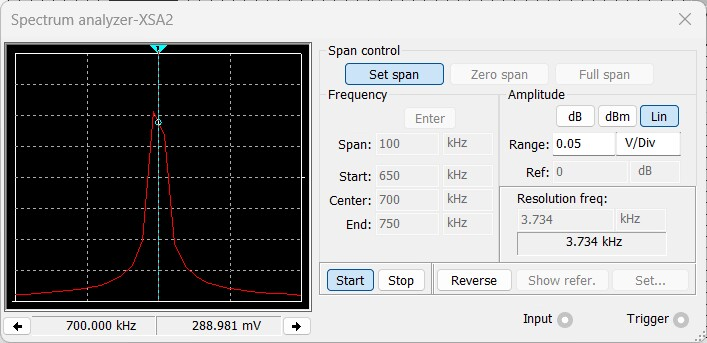 Spectrum analyzer-XSA2
1
Span control
Set span Zero span Full span
Frequency
Enter
Span: 100 kHz
Start: 650 kHz
Center: 700 kHz
End: 750 kHz
Amplitude
dB dBm Lin
Range: 0.05 V/Div
Ref: 0 dB
Resolution freq:
3.734 kHz
3.734 kHz
Start Stop Reverse Show refer. Set...
700.000 kHz 288.981 mV
Input Trigger